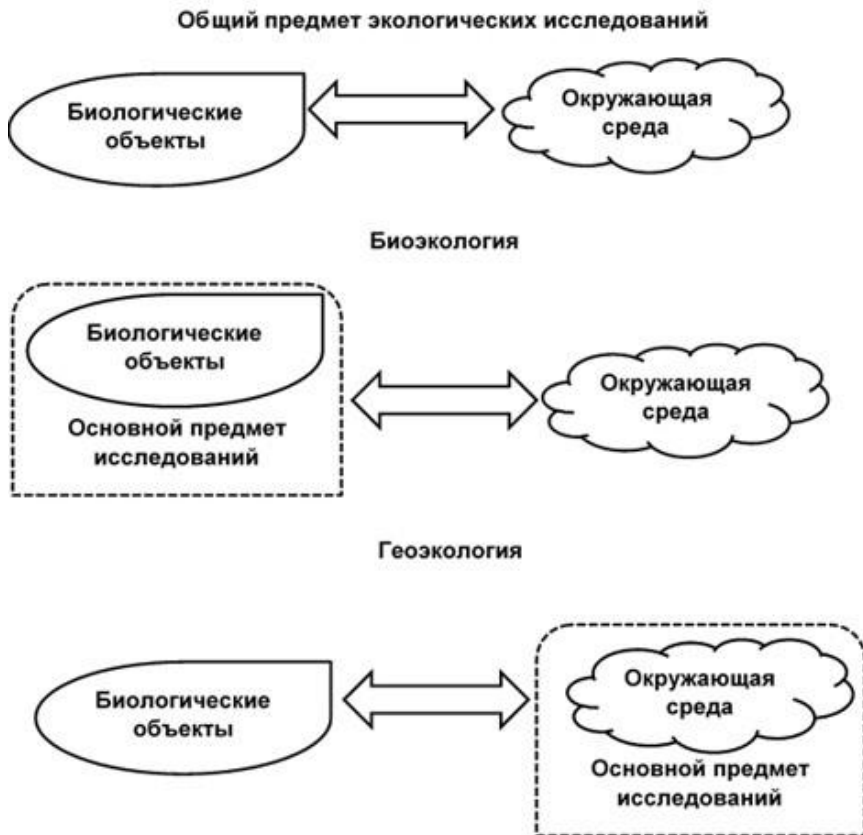 Общий предмет экологических исследований
Биологические
объекты
Окружающая
среда
Биоэкология
Биологические
объекты
Основной предмет
исследований
Окружающая
среда
Геоэкология
Биологические
объекты
Окружающая
среда
Основной предмет
исследований